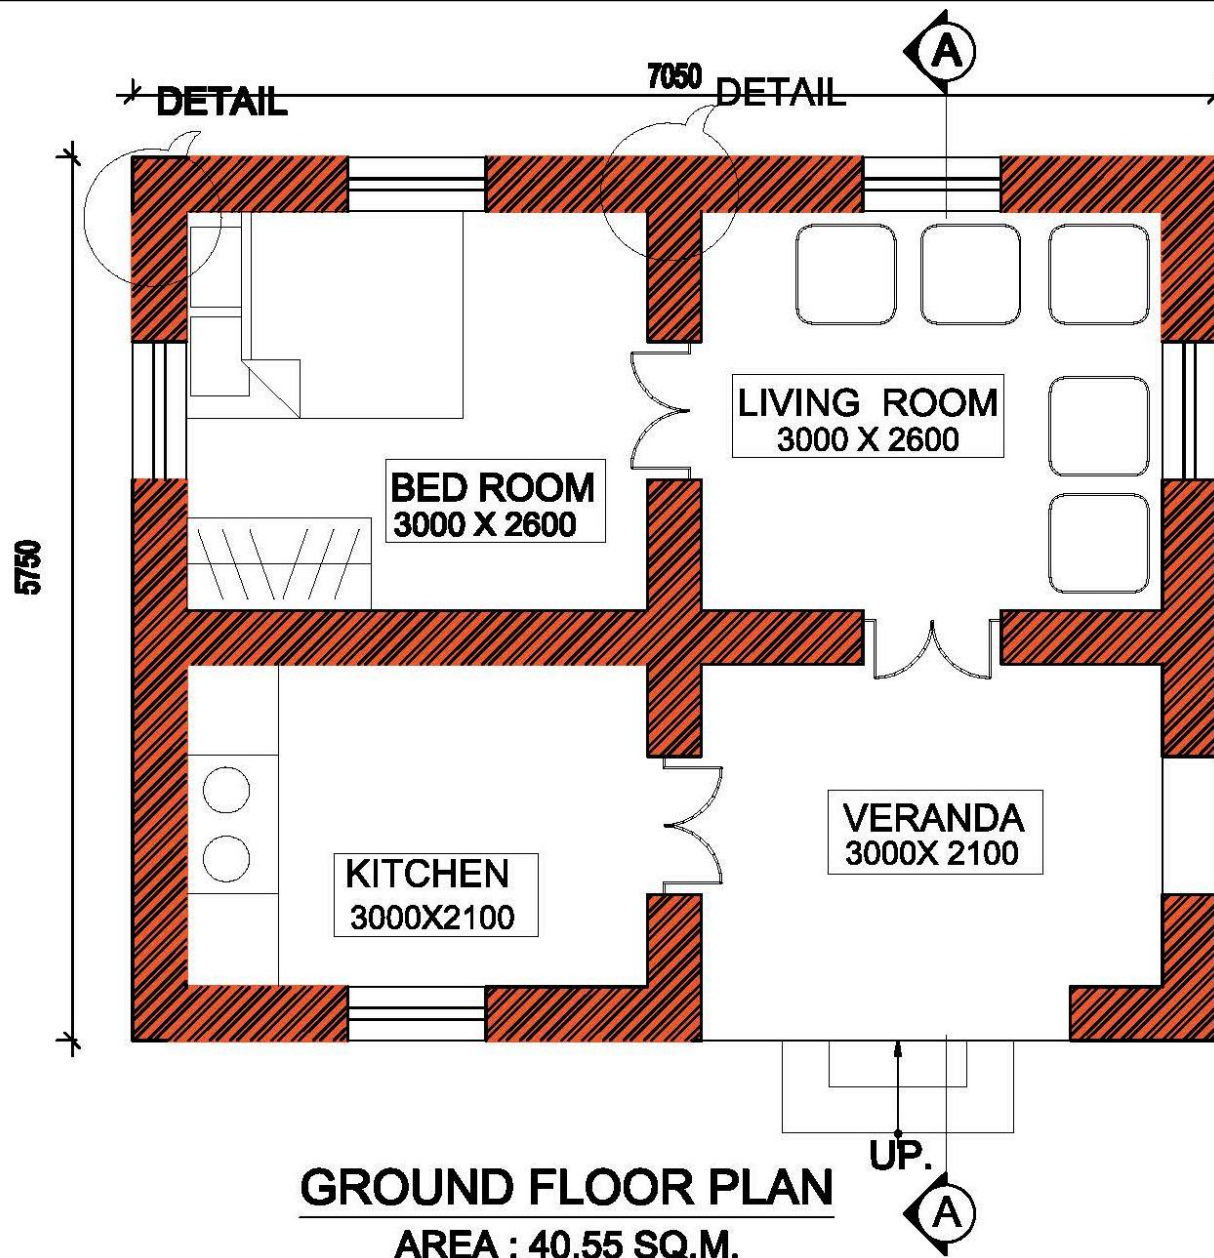 A
7050
DETAIL
DETAIL
LIVING ROOM
3000 X 2600
BED ROOM
3000 X 2600
5750
VERANDA
3000X 2100
KITCHEN
3000X2100
UP.
GROUND FLOOR PLAN
A
AREA : 40.55 SQ.M.